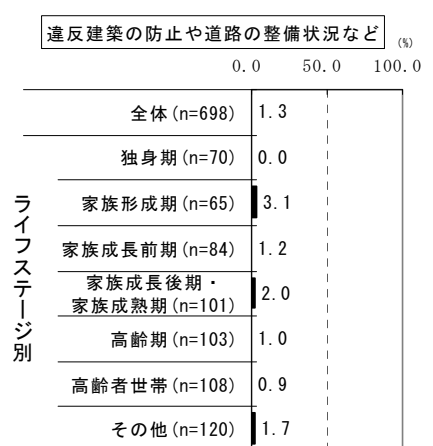 違反建築の防止や道路の整備状況など
(%)
0.0 50.0 100.0
全体(n=698) 1.3
ライフステージ別
独身期(n=70) 0.0
家族形成期(n=65) 3.1
家族成長前期(n=84) 1.2
家族成長後期・
家族成熟期(n=101) 2.0
高齢期(n=103) 1.0
高齢者世帯(n=108) 0.9
その他(n=120) 1.7